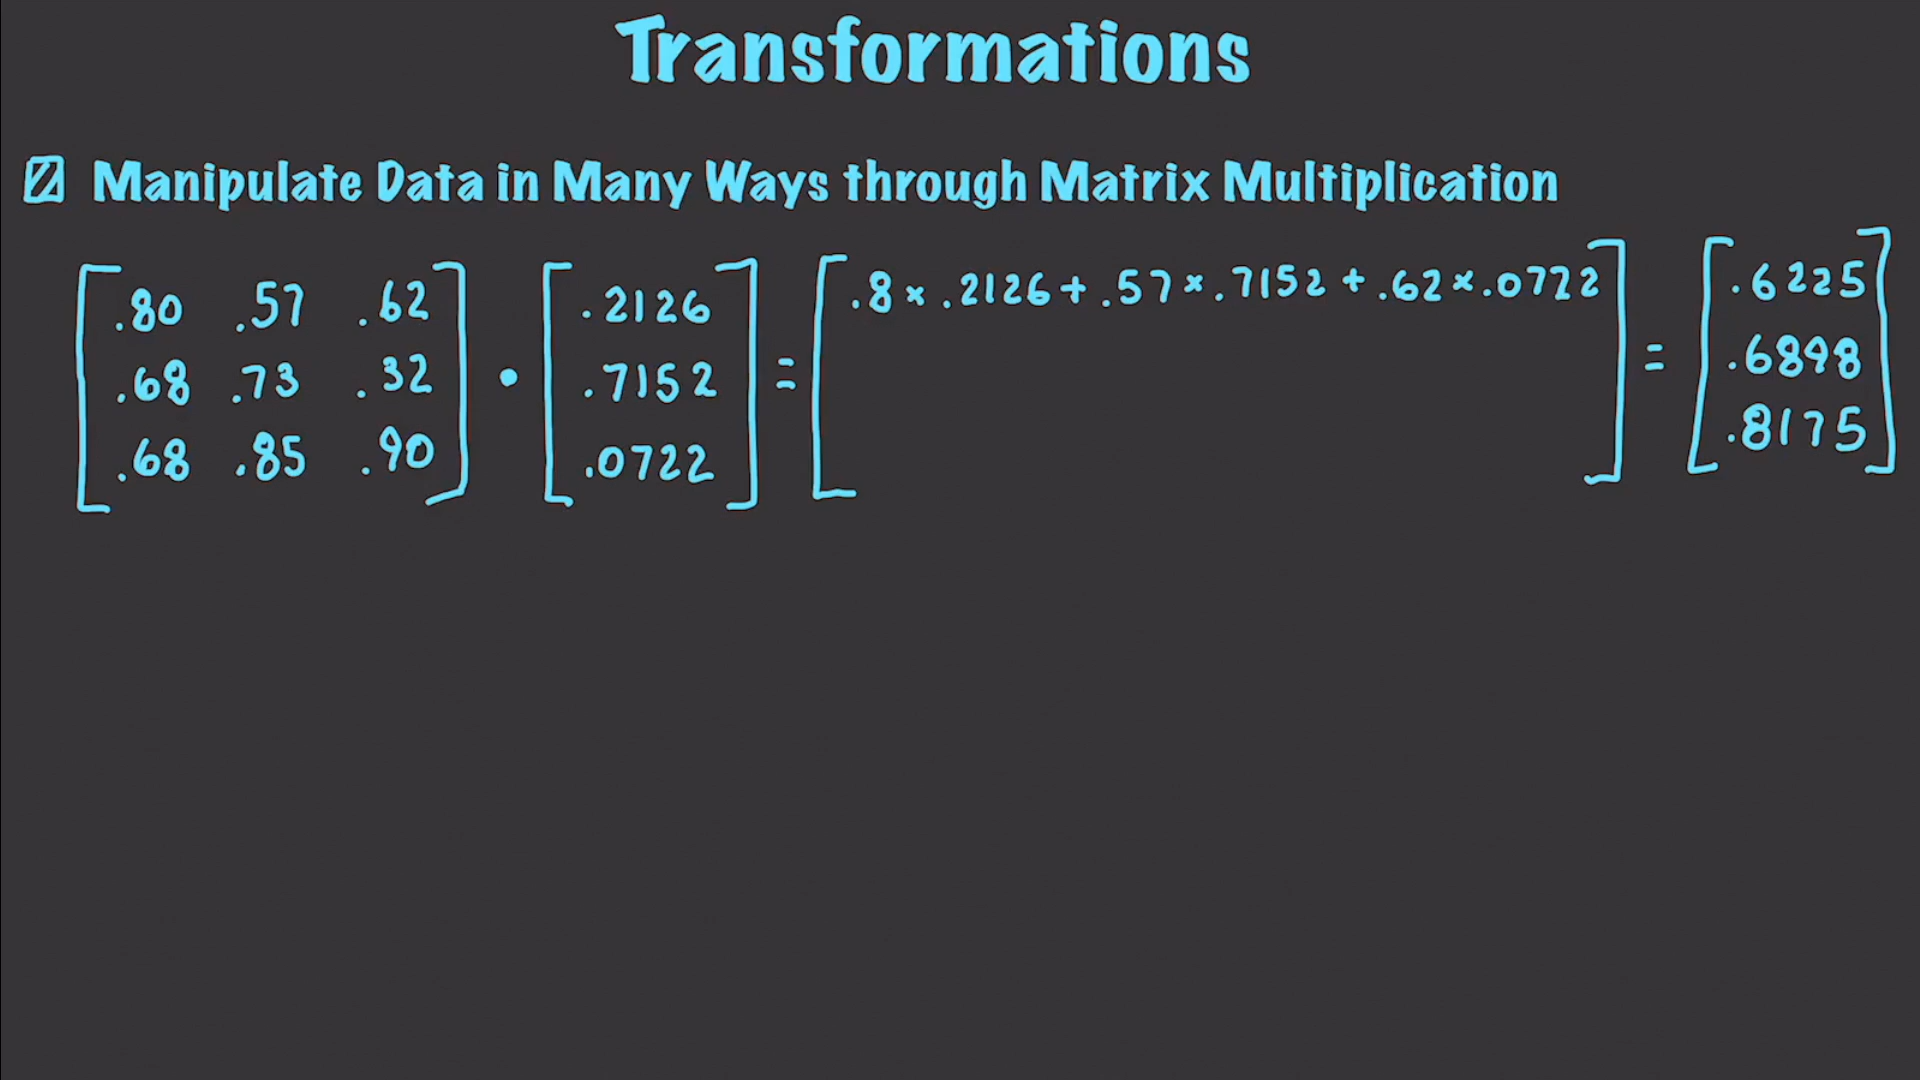 Transformations
Manipulate Data in Many Ways through Matrix Multiplication
.80 .57 .62
.68 .73 .32
.68 .85 .90
•
.2126
.7152
.0722
=
.8 × .2126 + .57 × .7152 + .62 × .0722
=
.6225
.6898
.8175